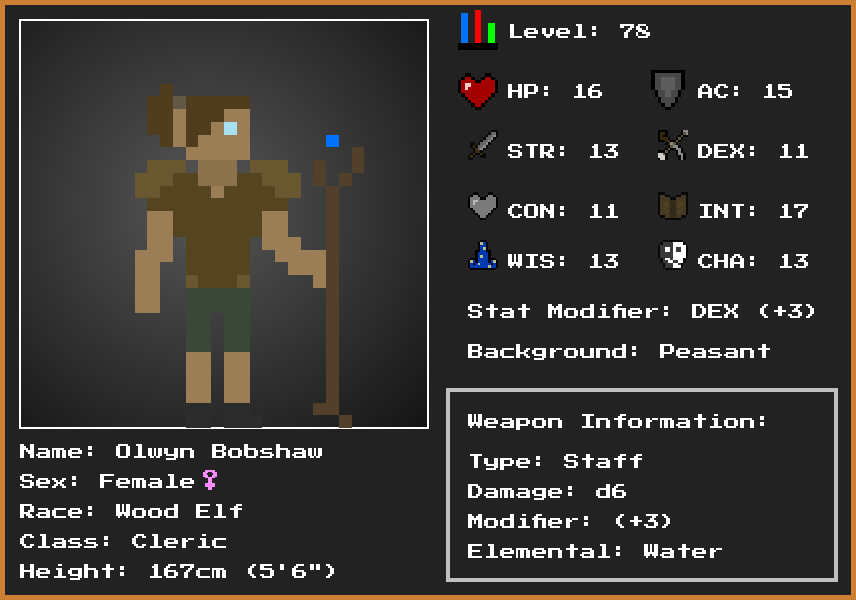 Level: 78
HP: 16
AC: 15
STR: 13
DEX: 11
CON: 11
INT: 17
WIS: 13
CHA: 13
Stat Modifier: DEX (+3)
Background: Peasant
Weapon Information:
Type: Staff
Damage: d6
Modifier: (+3)
Elemental: Water
Name: Olwyn Bobshaw
Sex: Female♀
Race: Wood Elf
Class: Cleric
Height: 167cm (5'6")